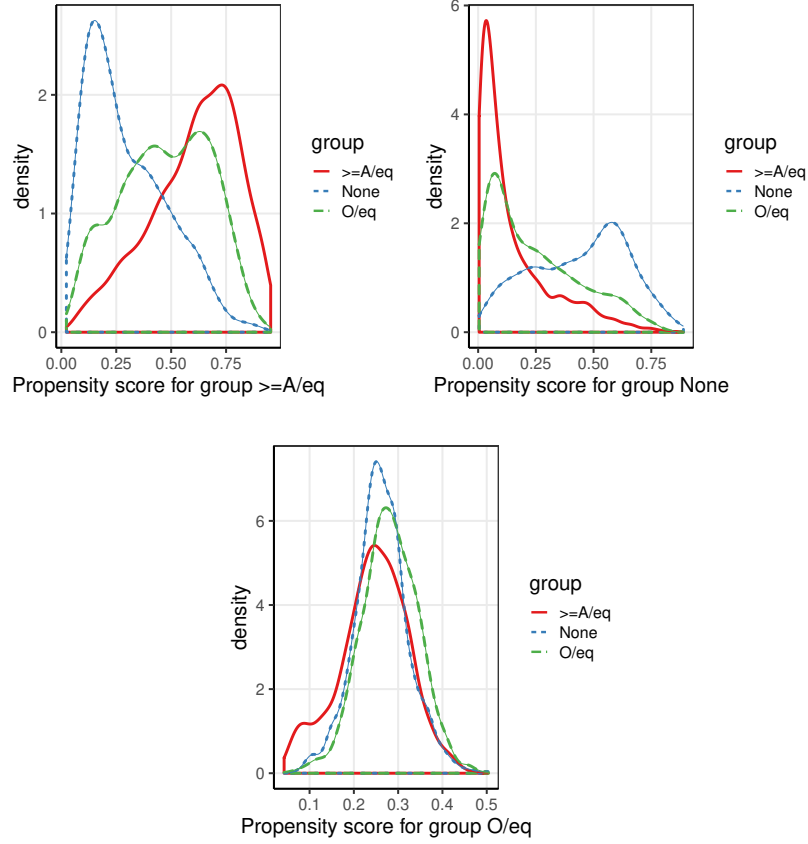 density
2
1
0
0.00 0.25 0.50 0.75
Propensity score for group >=A/eq
group
>=A/eq
None
O/eq
density
6
4
2
0
0.00 0.25 0.50 0.75
Propensity score for group None
group
>=A/eq
None
O/eq
density
6
4
2
0
0.1 0.2 0.3 0.4 0.5
Propensity score for group O/eq
group
>=A/eq
None
O/eq